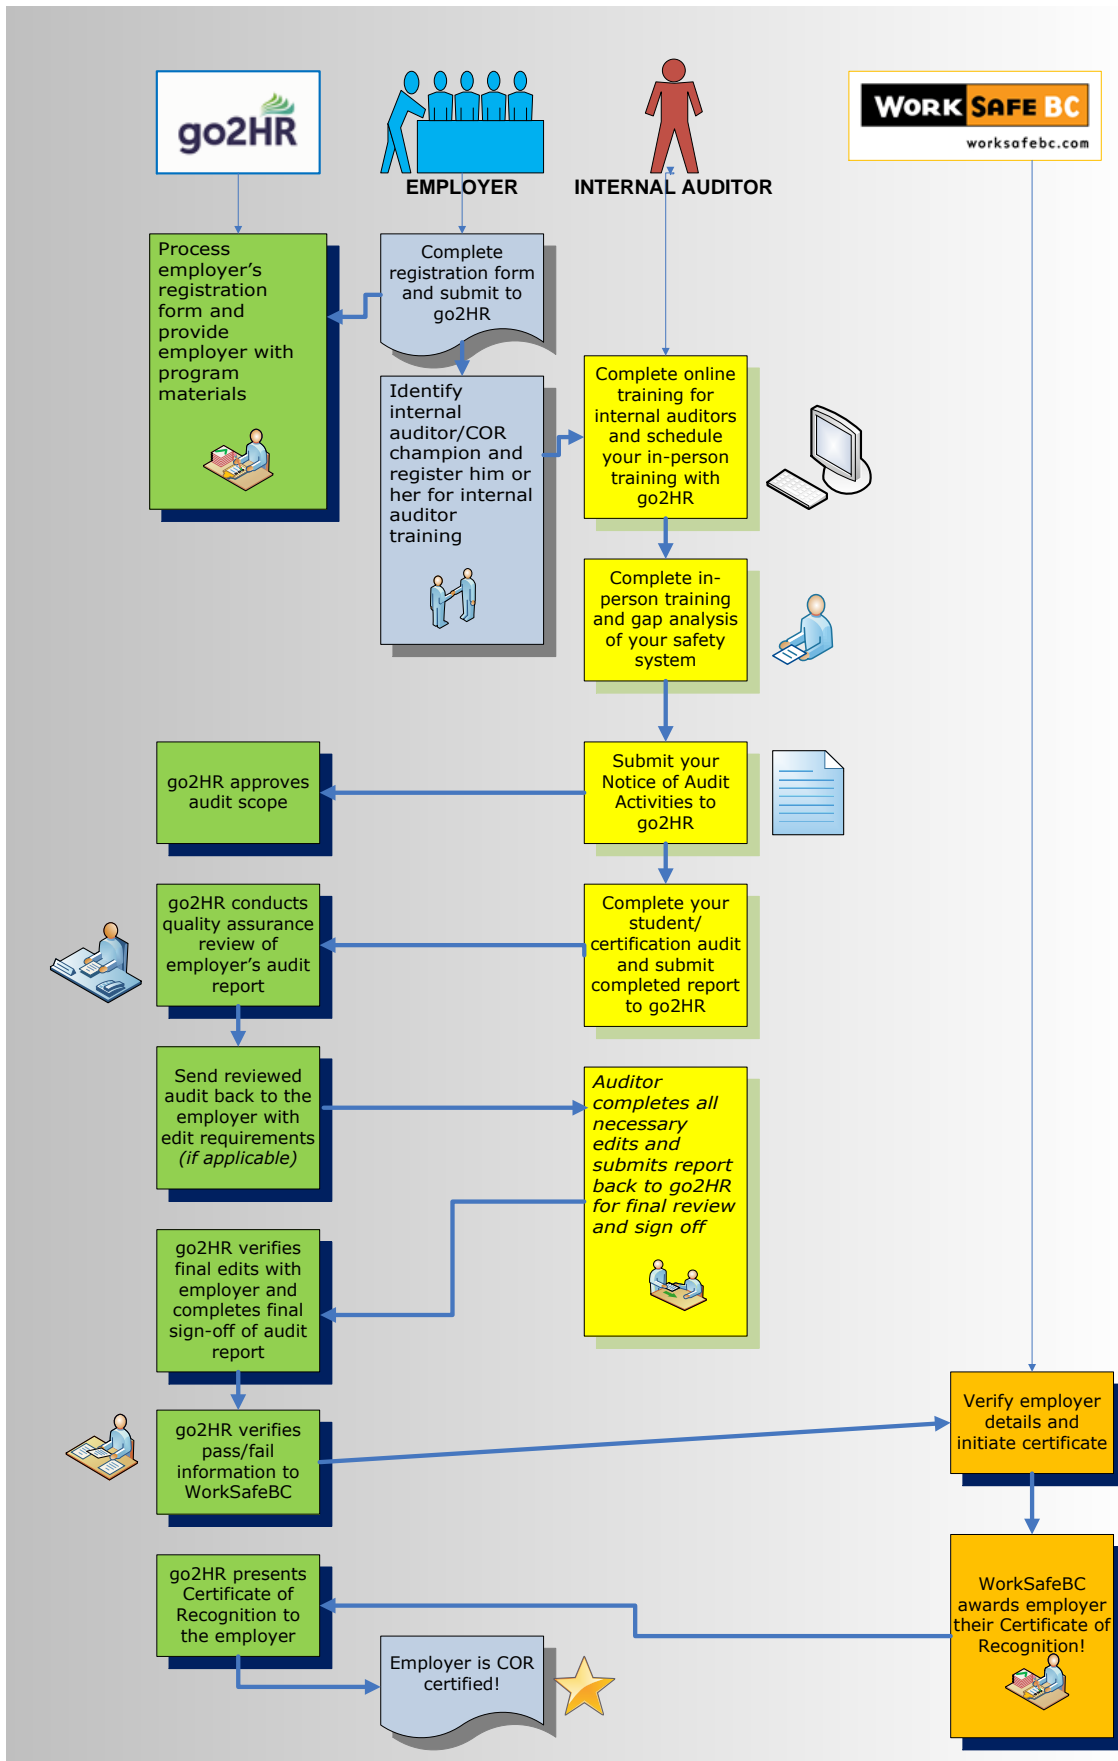 go2HR
WORK SAFE BC
worksafebc.com
EMPLOYER
INTERNAL AUDITOR
Process
employer’s
registration
form and
provide
employer with
program
materials
Complete
registration form
and submit to
go2HR
Identify
internal
auditor/COR
champion and
register him or
her for internal
auditor
training
Complete online
training for
internal auditors
and schedule
your in-person
training with
go2HR
Complete in-
person training
and gap analysis
of your safety
system
Submit your
Notice of Audit
Activities to
go2HR
go2HR approves
audit scope
Complete your
student/
certification audit
and submit
completed report
to go2HR
go2HR conducts
quality assurance
review of
employer’s audit
report
Send reviewed
audit back to the
employer with
edit requirements
(if applicable)
Auditor
completes all
necessary
edits and
submits report
back to go2HR
for final review
and sign off
go2HR verifies
final edits with
employer and
completes final
sign-off of audit
report
go2HR verifies
pass/fail
information to
WorkSafeBC
Verify employer
details and
initiate certificate
WorkSafeBC
awards employer
their Certificate of
Recognition!
go2HR presents
Certificate of
Recognition to
the employer
Employer is COR
certified!